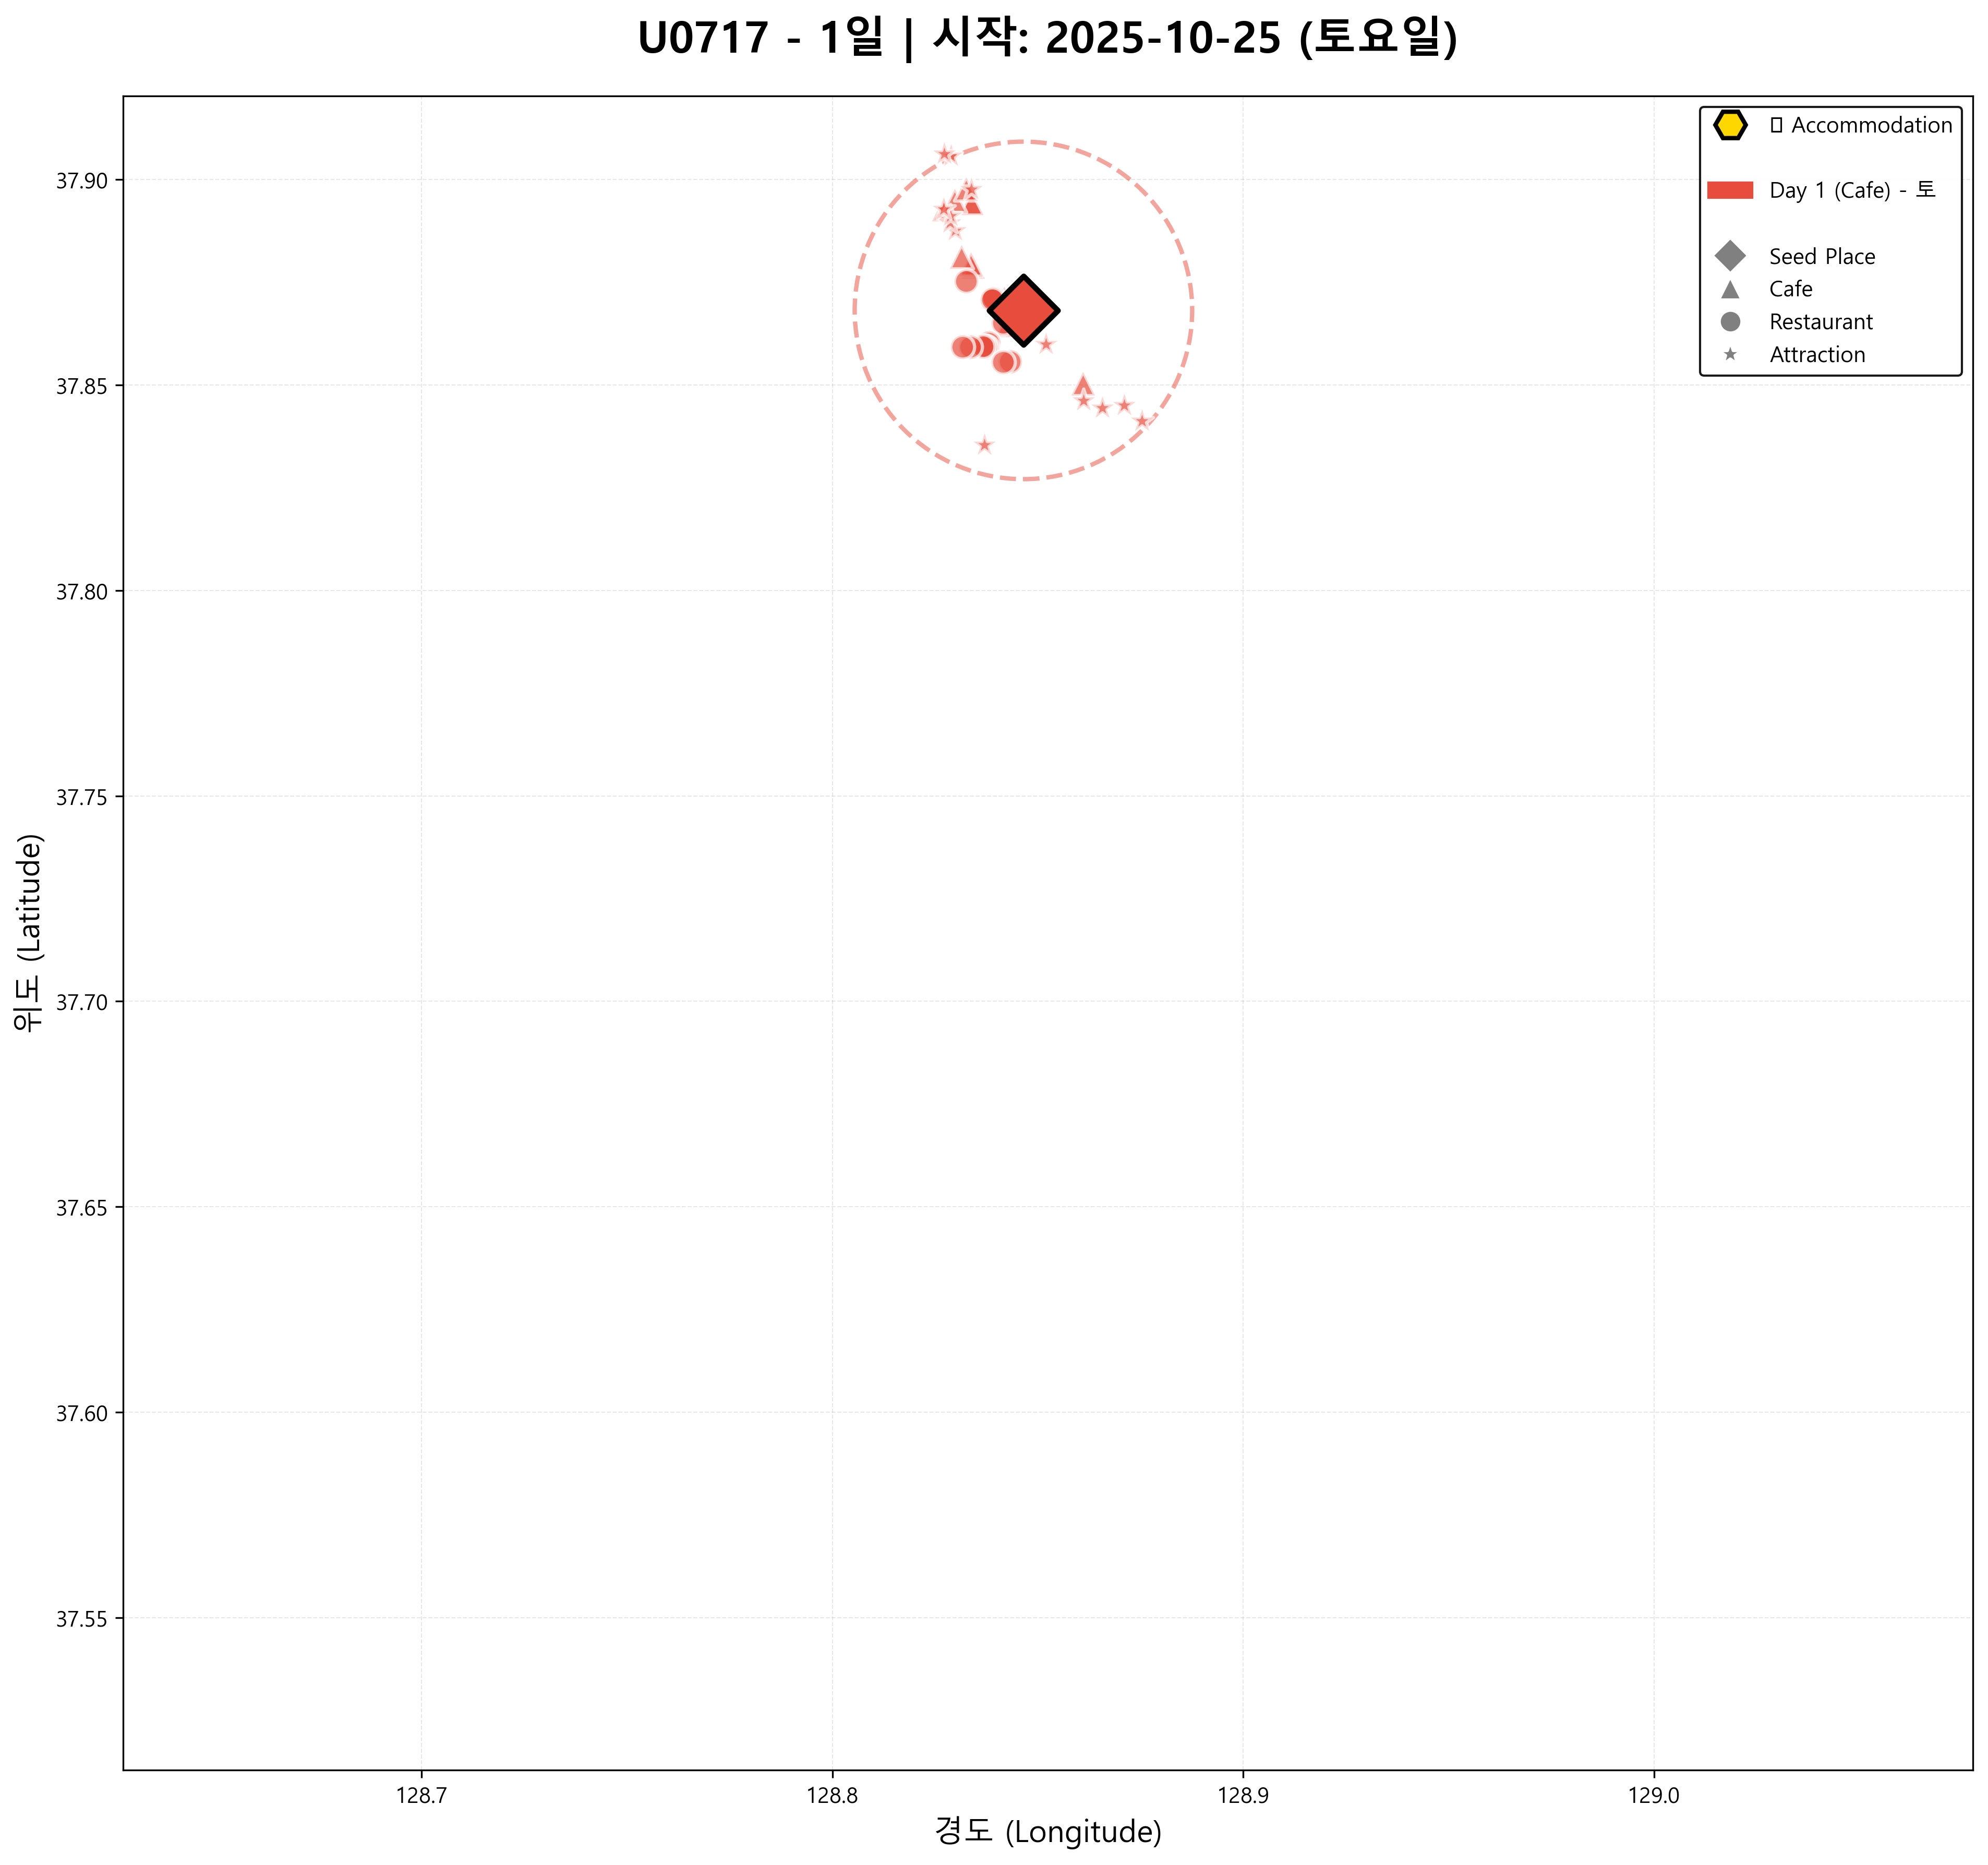 U0717 - 1일 | 시작: 2025-10-25 (토요일)
Accommodation
Day 1 (Cafe) - 토
Seed Place
Cafe
Restaurant
Attraction
37.90
37.85
37.80
37.75
37.70
37.65
37.60
37.55
위도 (Latitude)
128.7
128.8
128.9
129.0
경도 (Longitude)